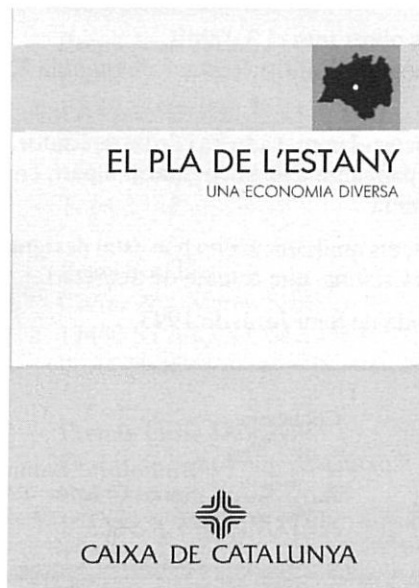 EL PLA DE L'ESTANY
UNA ECONOMIA DIVERSA
CAIXA DE CATALUNYA